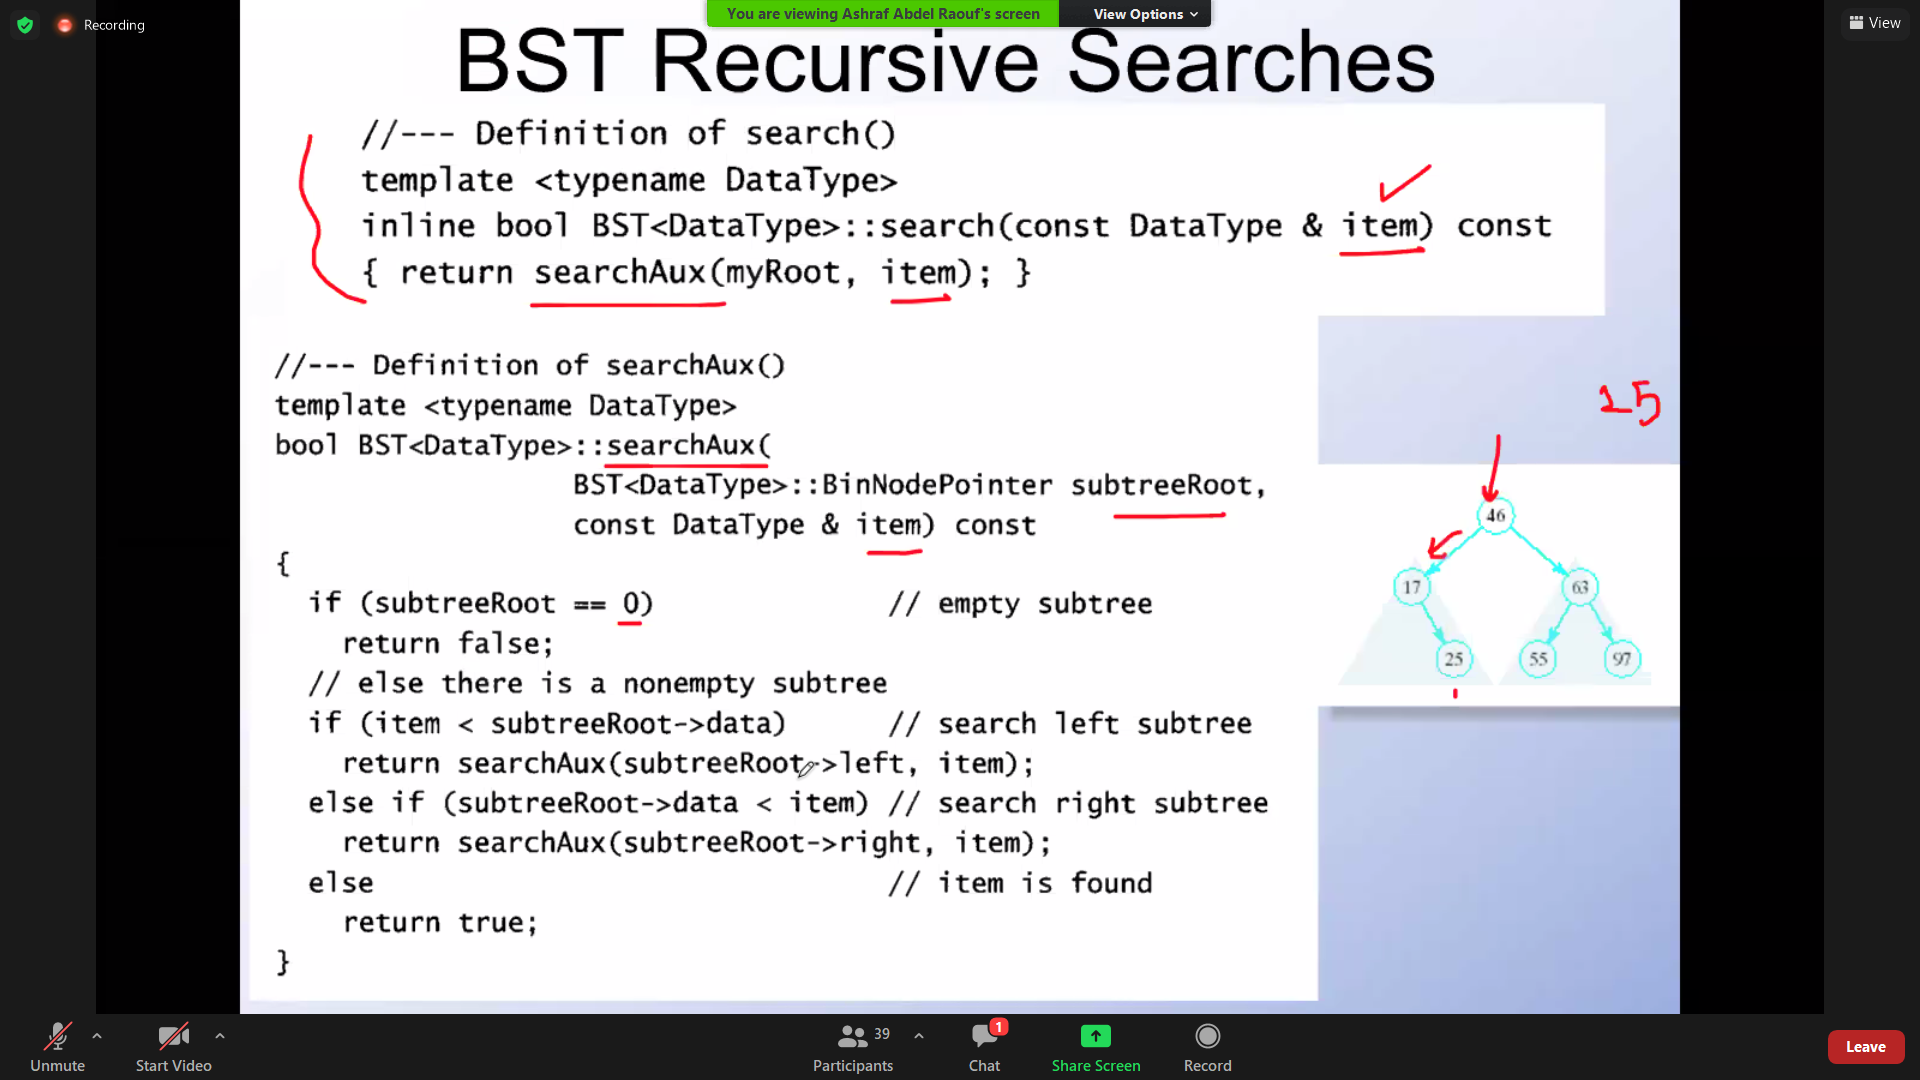 You are viewing Ashraf Abdel Raouf's screen
View Options
Recording
View
BST Recursive Searches
//--- Definition of search()
template <typename DataType>
inline bool BST<DataType>::search(const DataType & item) const
{ return searchAux(myRoot, item); }
//--- Definition of searchAux()
template <typename DataType>
bool BST<DataType>::searchAux(
BST<DataType>::BinNodePointer subtreeRoot,
const DataType & item) const
{
if (subtreeRoot == 0) // empty subtree
return false;
// else there is a nonempty subtree
if (item < subtreeRoot->data) // search left subtree
return searchAux(subtreeRoot->left, item);
else if (subtreeRoot->data < item) // search right subtree
return searchAux(subtreeRoot->right, item);
else // item is found
return true;
}
15
46
17 63
25 55 97
Unmute
Start Video
39
Participants
1
Chat
Share Screen
Record
Leave